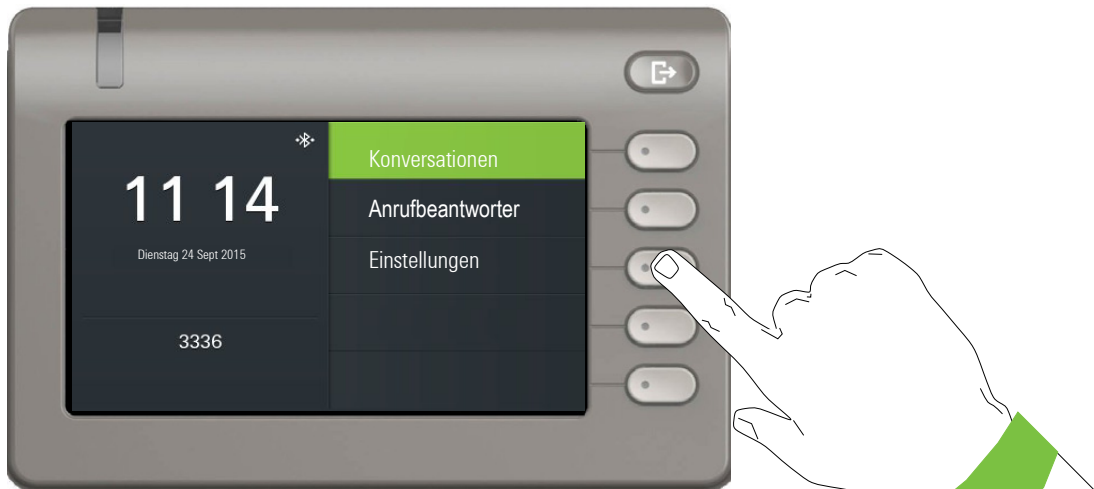 11 14
Dienstag 24 Sept 2015
3336
Konversationen
Anrufbeantworter
Einstellungen